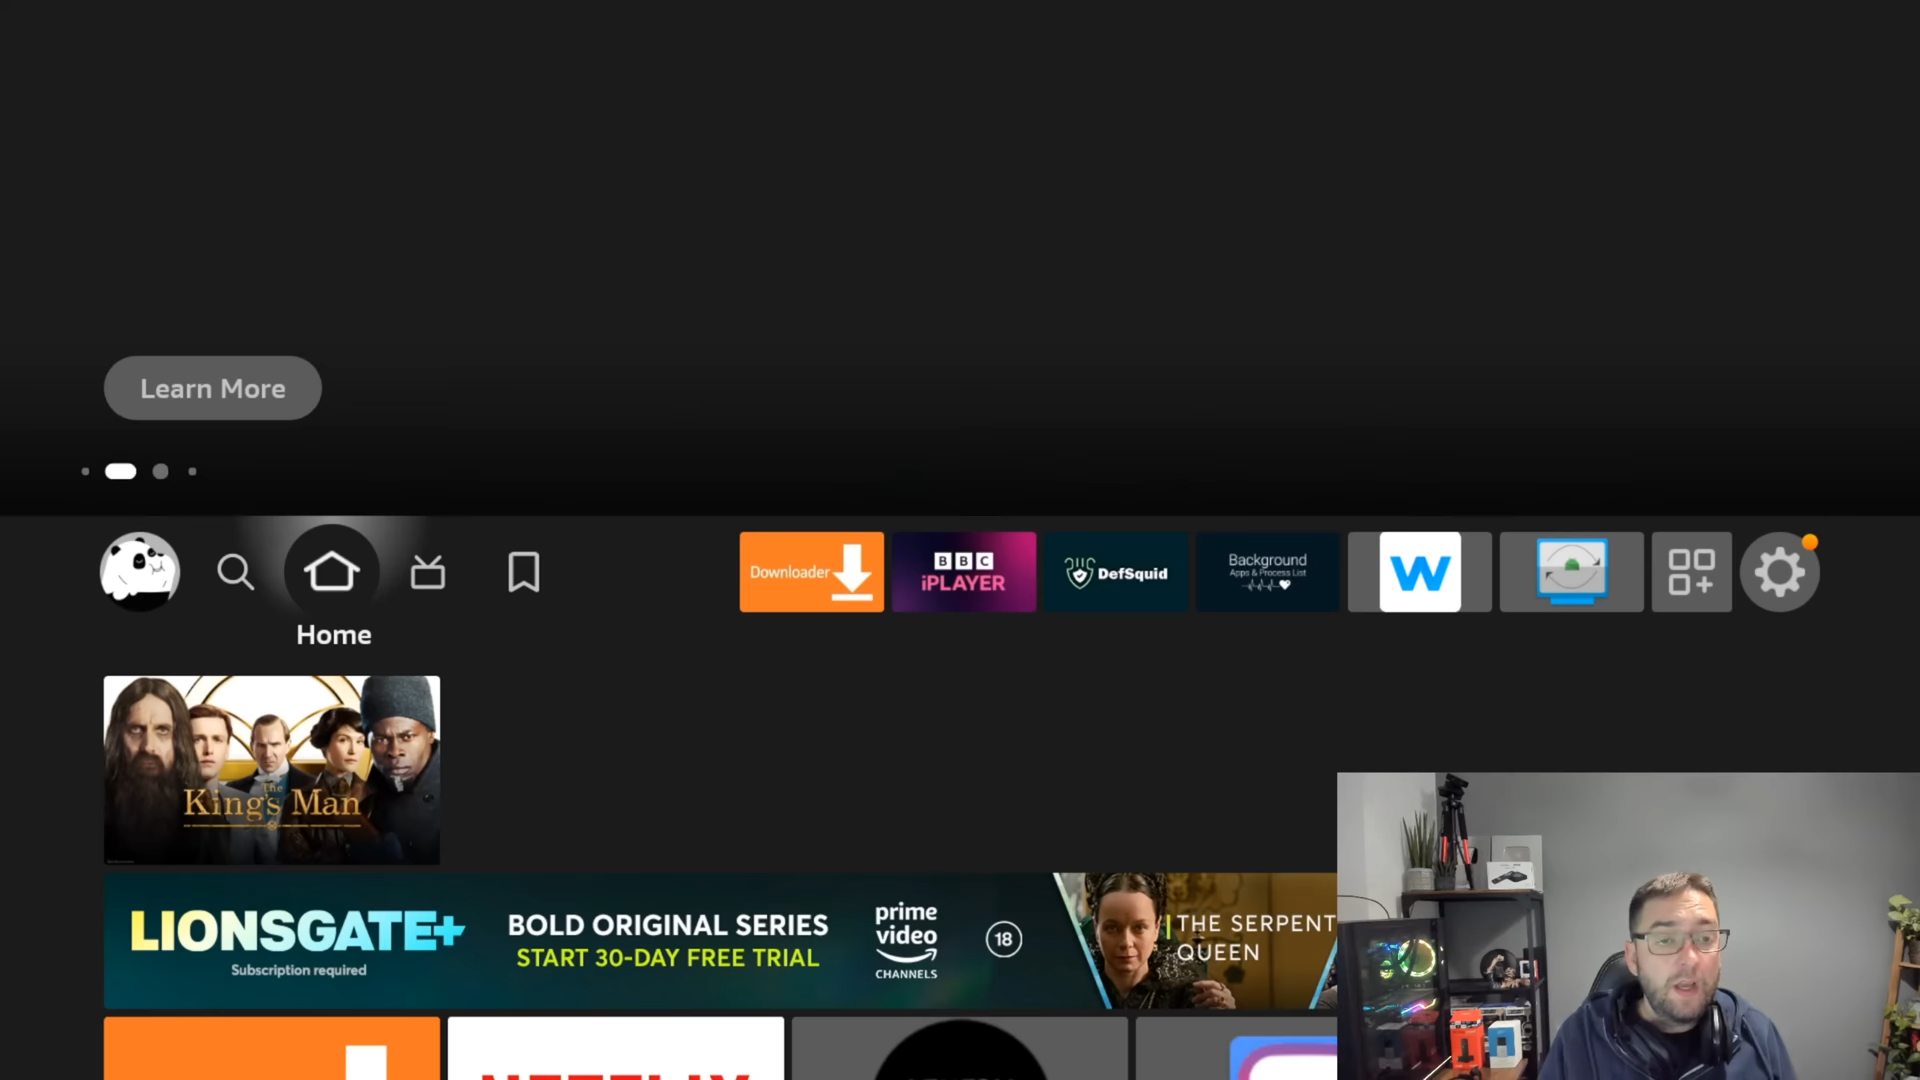 Learn More
Downloader
BBC
iPLAYER
DefSquid
Background
Apps & Process List
W
Home
The
King's Man
LIONSGATE+
Subscription required
BOLD ORIGINAL SERIES
START 30-DAY FREE TRIAL
prime
video
CHANNELS
18
THE SERPENT
QUEEN
NETFLIX